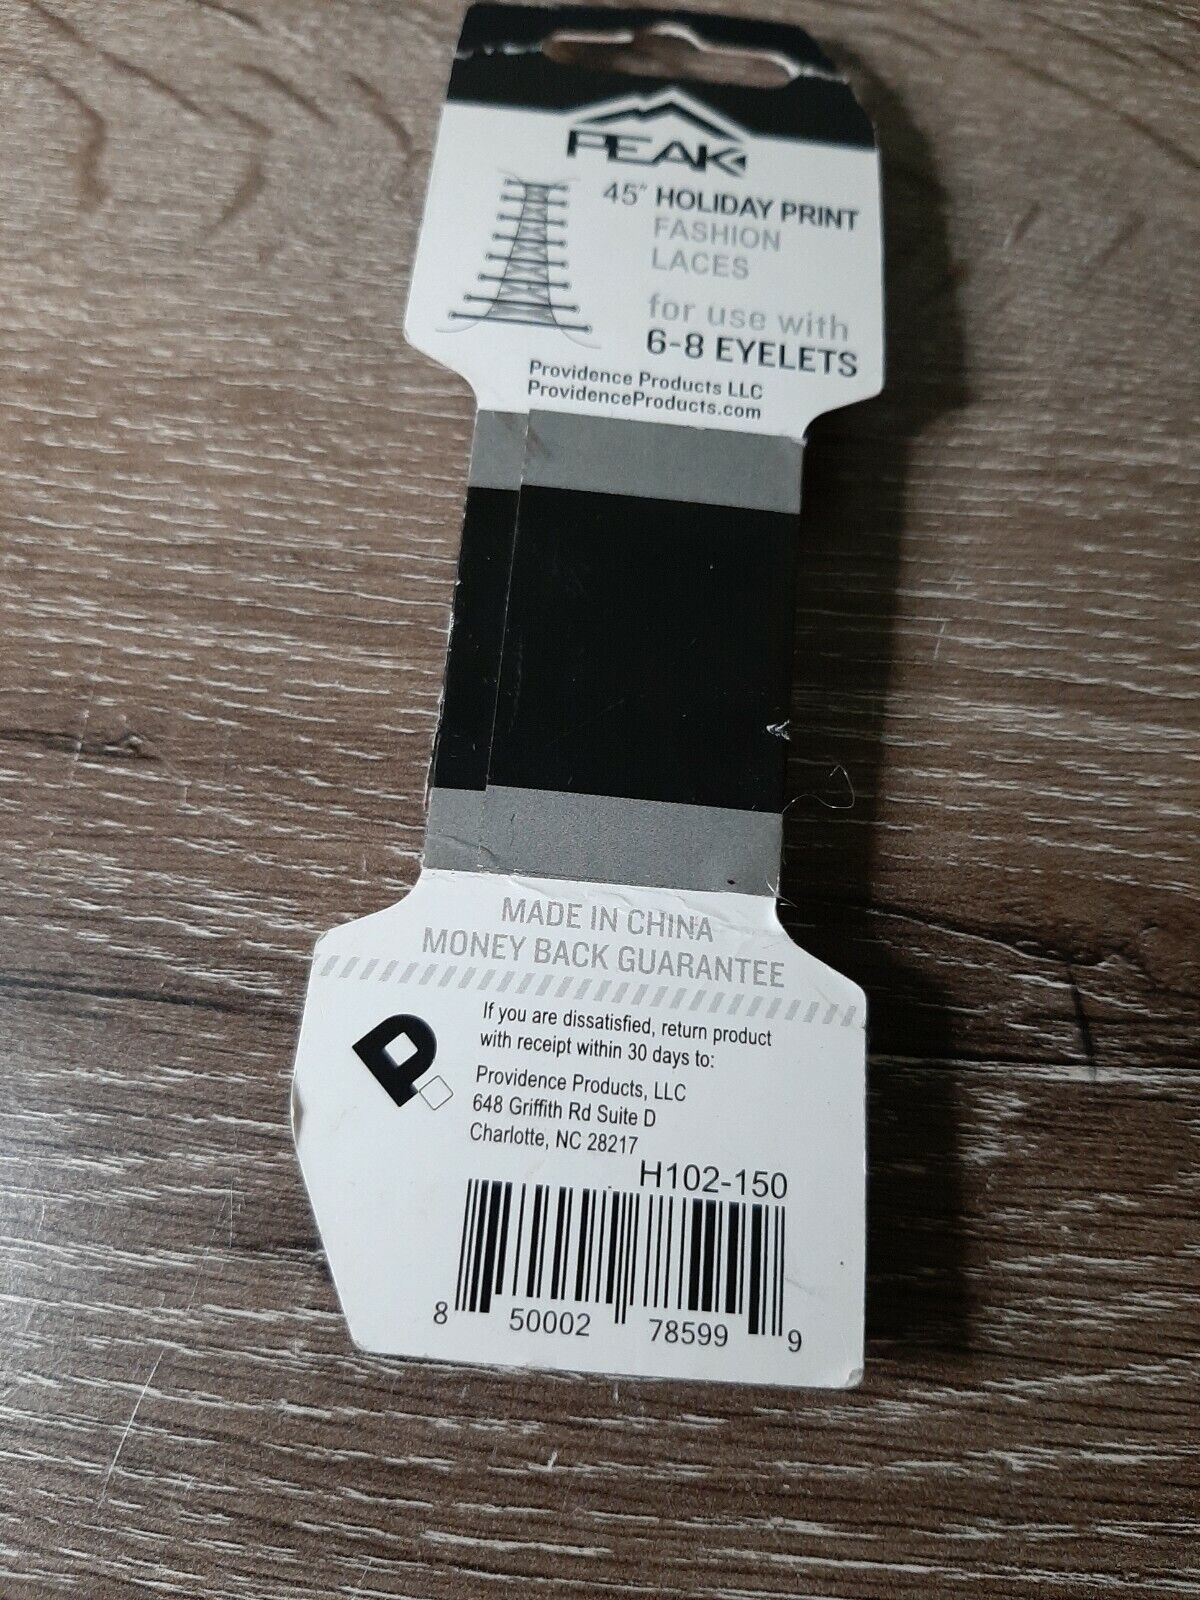 PEAK
45" HOLIDAY PRINT
FASHION
LACES
for use with
6-8 EYELETS
Providence Products LLC
ProvidenceProducts.com
MADE IN CHINA
MONEY BACK GUARANTEE
If you are dissatisfied, return product
with receipt within 30 days to:
Providence Products, LLC
648 Griffith Rd Suite D
Charlotte, NC 28217
H102-150
8 50002 78599 9